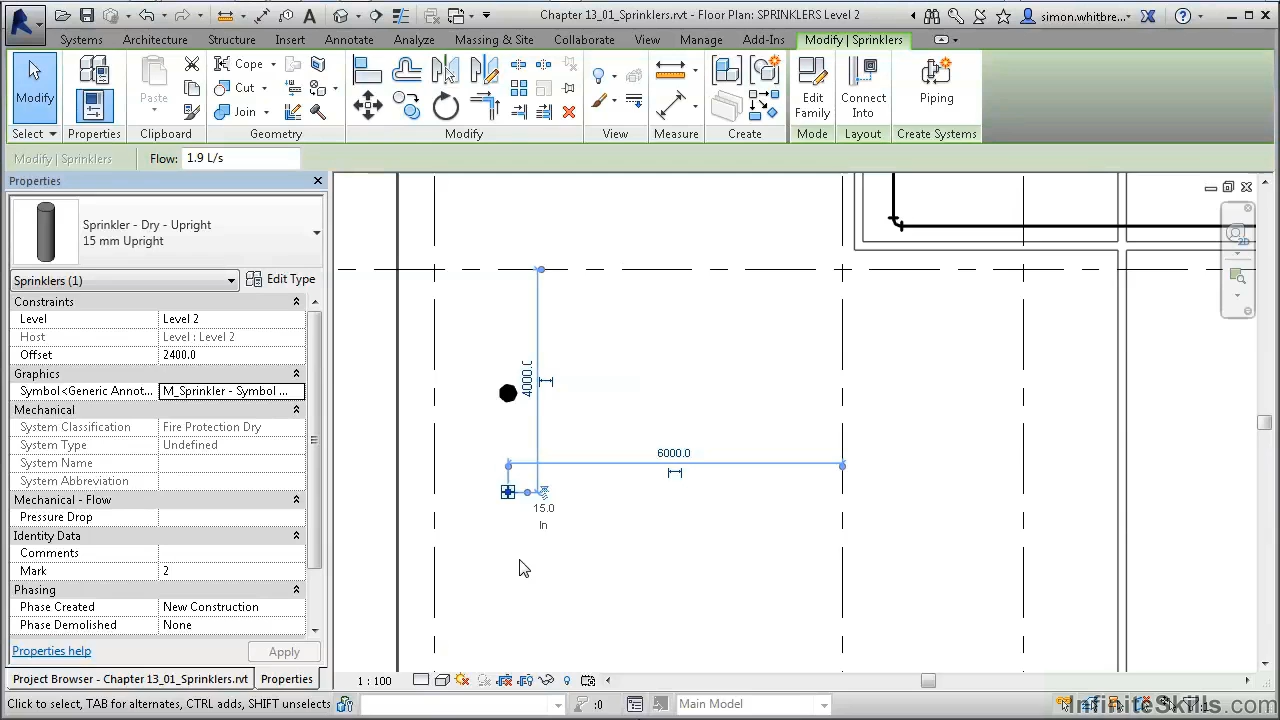 Chapter 13_01_Sprinklers.rvt - Floor Plan: SPRINKLERS Level 2
simon.whittbre...
Systems Architecture Structure Insert Annotate Analyze Massing & Site Collaborate View Manage Add-Ins Modify | Sprinklers
Modify
Properties
Paste
Cope
Cut
Join
Edit Family
Connect Into
Piping
Select Properties Clipboard Geometry Modify View Measure Create Mode Layout Create Systems
Modify | Sprinklers Flow: 1.9 L/s
Properties
Sprinkler - Dry - Upright
15 mm Upright
Sprinklers (1) Edit Type
Constraints
Level Level 2
Host Level : Level 2
Offset 2400.0
Graphics
Symbol<Generic Annot... M_Sprinkler - Symbol ...
Mechanical
System Classification Fire Protection Dry
System Type Undefined
System Name
System Abbreviation
Mechanical - Flow
Pressure Drop
Identity Data
Comments
Mark 2
Phasing
Phase Created New Construction
Phase Demolished None
Properties help Apply
Project Browser - Chapter 13_01_Sprinklers.rvt Properties
2D
4000.0
6000.0
15.0
In
1 : 100
Click to select, TAB for alternates, CTRL adds, SHIFT unselects
:0
Main Model
InfiniteSkills.com